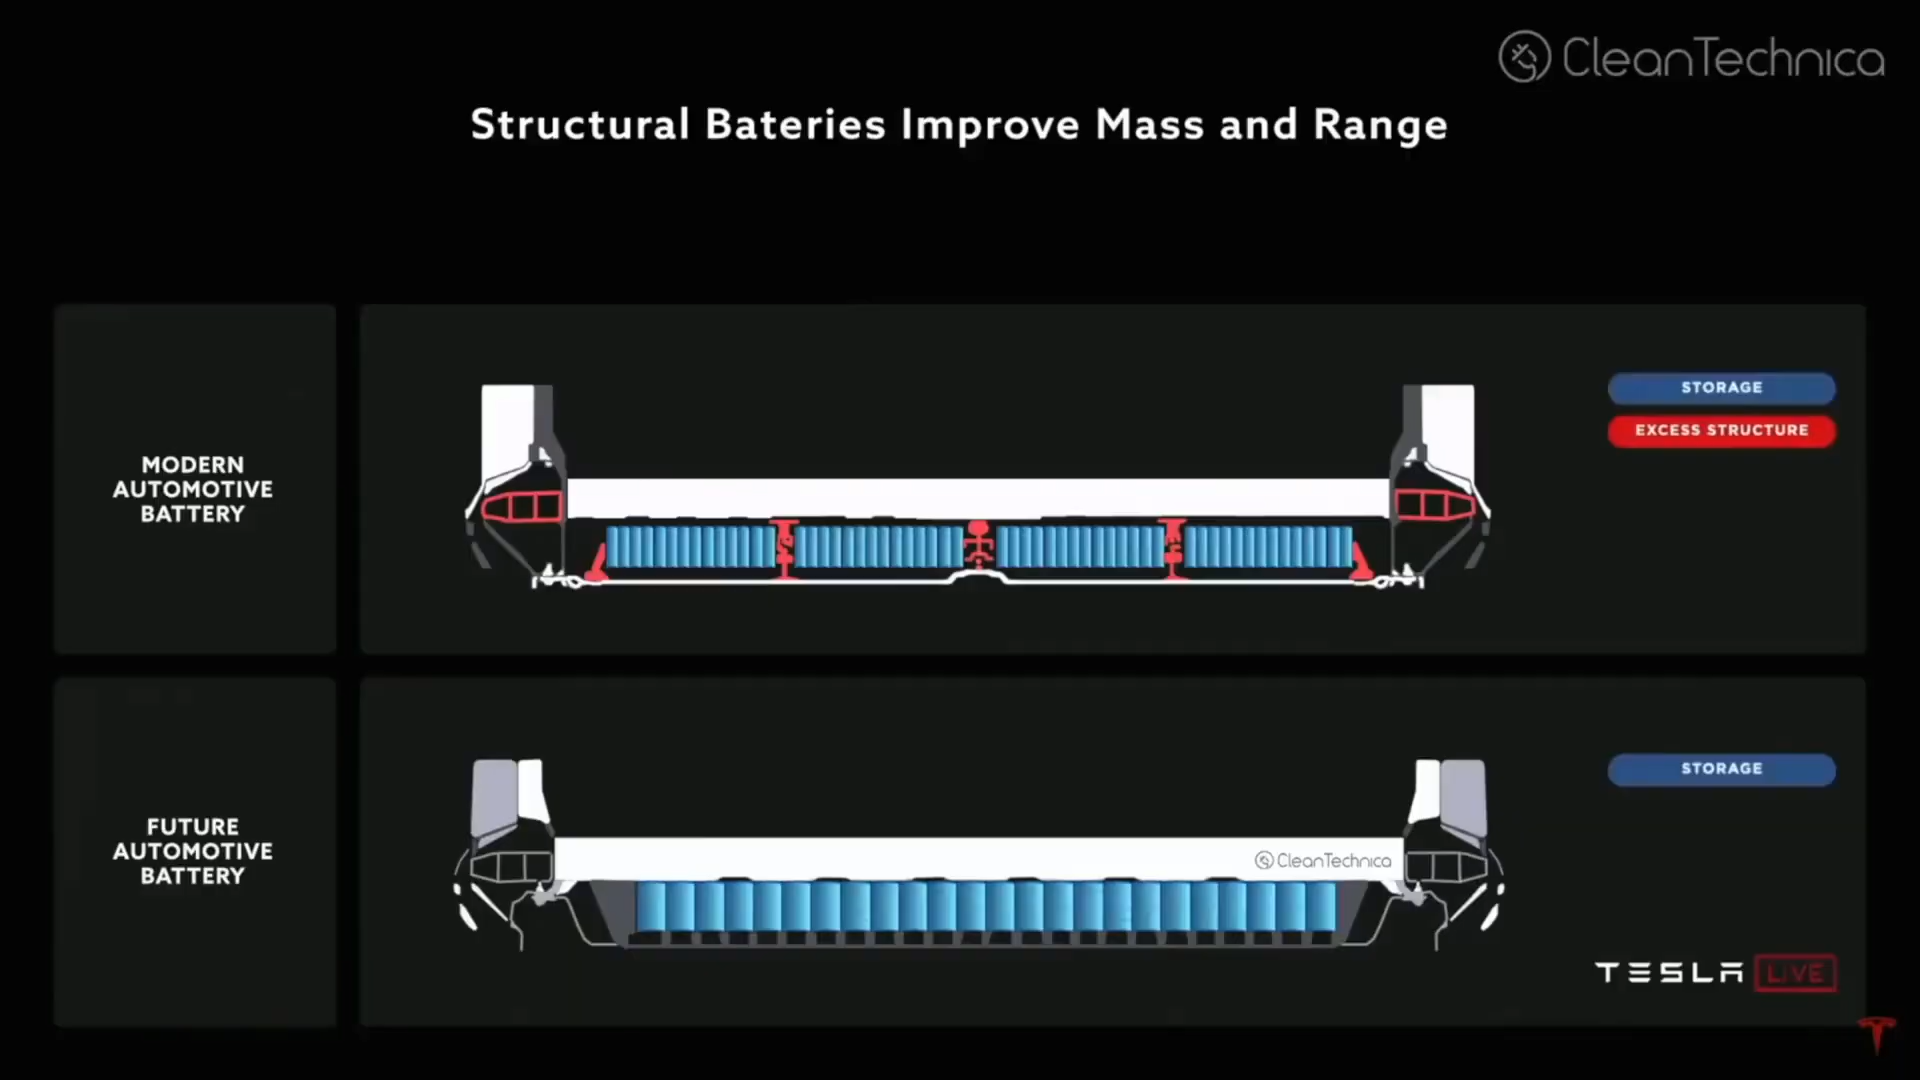 CleanTechnica
Structural Bateries Improve Mass and Range
MODERN
AUTOMOTIVE
BATTERY
STORAGE
EXCESS STRUCTURE
FUTURE
AUTOMOTIVE
BATTERY
STORAGE
CleanTechnica
TESLA LIVE